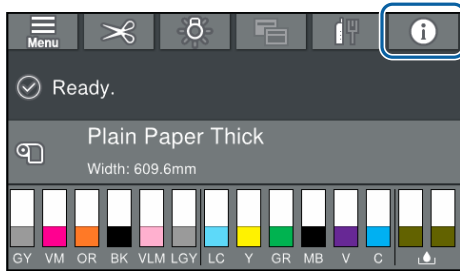 Menu
i
Ready.
Plain Paper Thick
Width: 609.6mm
GY VM OR BK VLM LGY LC Y GR MB V C